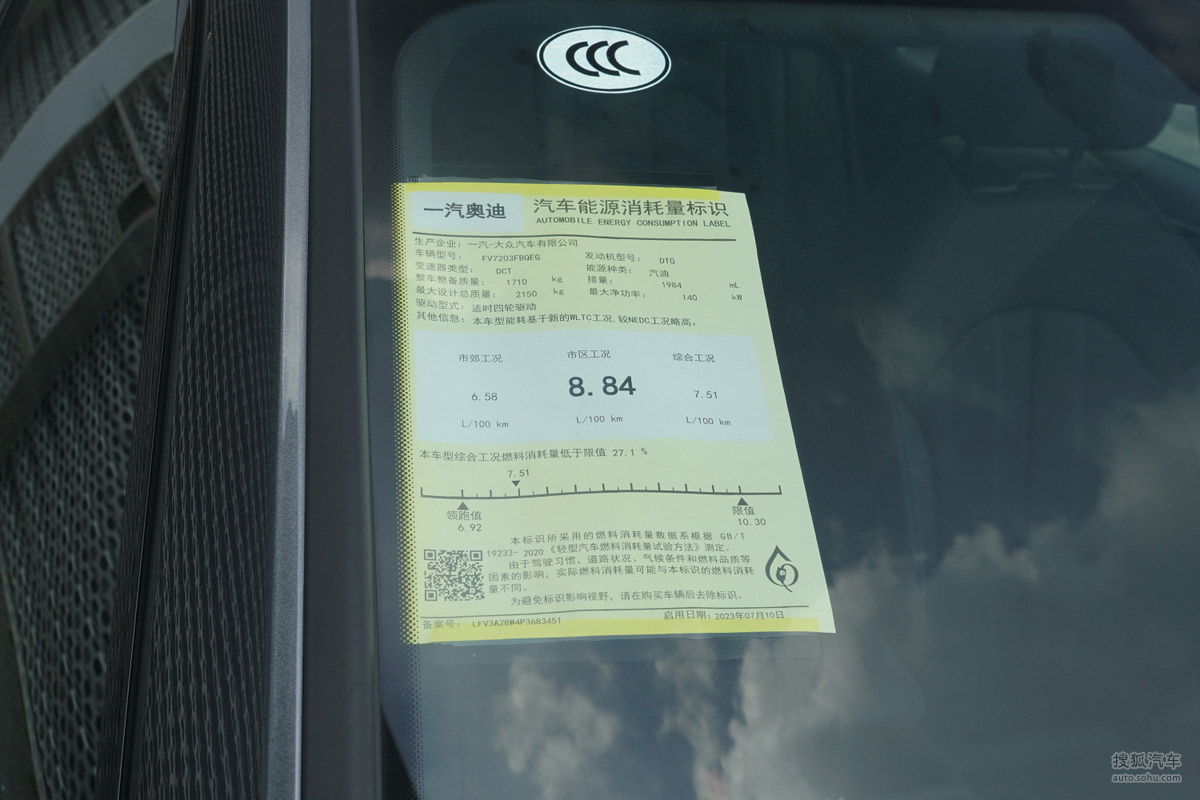 CCC
一汽奥迪
汽车能源消耗量标识
AUTOMOBILE ENERGY CONSUMPTION LABEL
生产企业: 一汽-大众汽车有限公司
车辆型号: FV7203FBQEG 发动机型号: DTG
变速器类型: DCT 能源种类: 汽油
整车整备质量: 1710 kg 排量: 1984 mL
最大设计总质量: 2150 kg 最大净功率: 140 kW
驱动型式: 适时四轮驱动
其他信息: 本车型能耗基于新的WLTC工况,较NEDC工况略高。
市郊工况 市区工况 综合工况
6.58 8.84 7.51
L/100 km L/100 km L/100 km
本车型综合工况燃料消耗量低于限值 27.1 %
7.51
领跑值 限值
6.92 10.30
本标识所采用的燃料消耗量数据系根据 GB/T
19233- 2020《轻型汽车燃料消耗量试验方法》测定。
由于驾驶习惯、道路状况、气候条件和燃料品质等
因素的影响, 实际燃料消耗量可能与本标识的燃料消耗
量不同。
为避免标识影响视野, 请在购买车辆后去除标识。
备案号: LFV3A28W4P3683451 启用日期: 2023年07月10日
搜狐汽车
auto.sohu.com